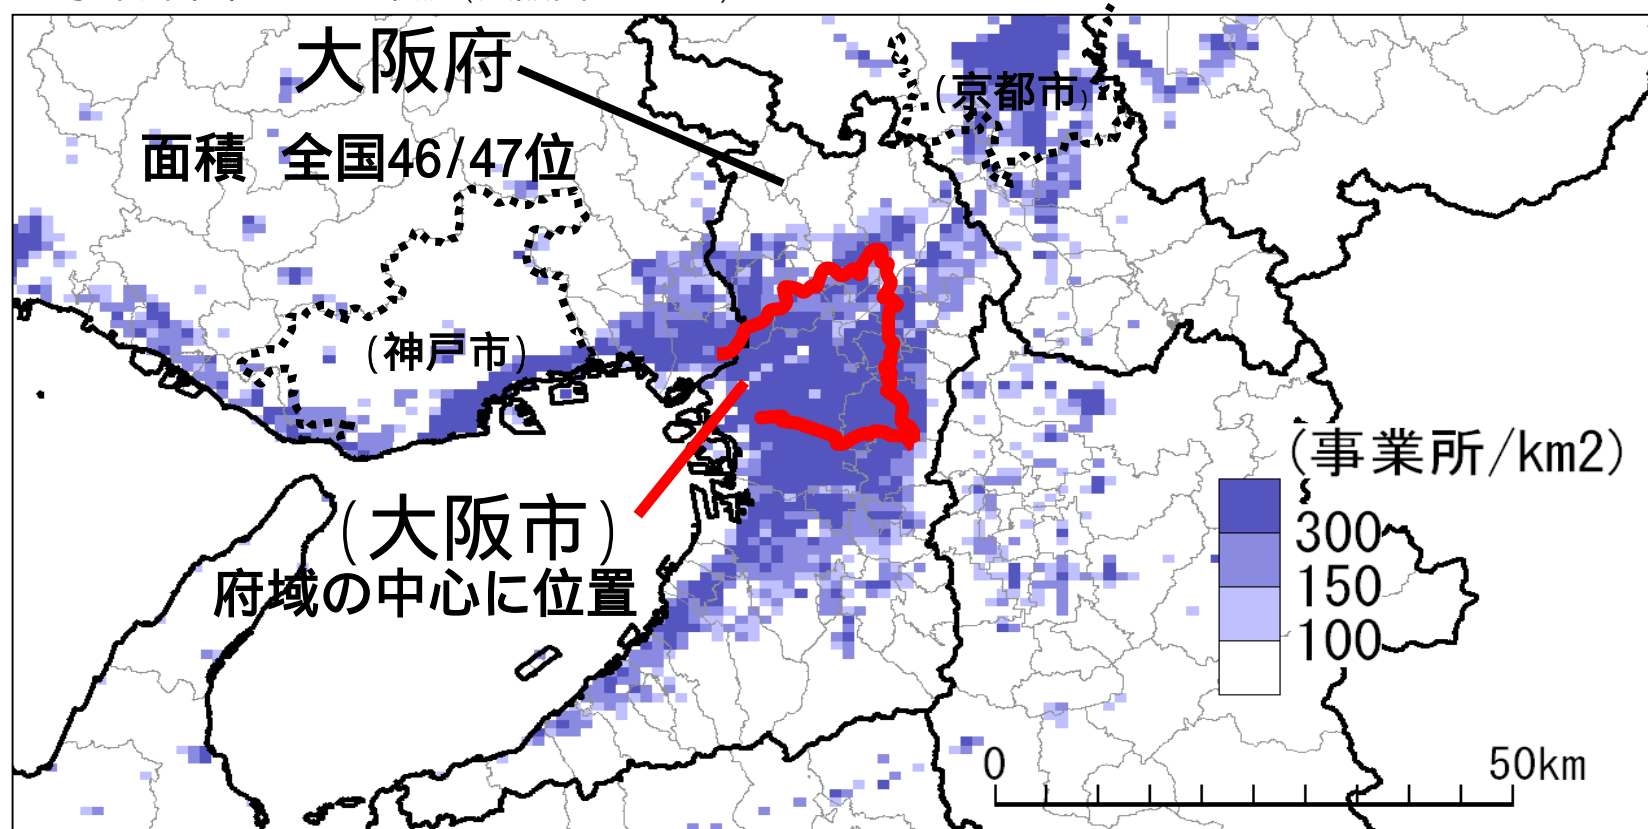 大阪府
(京都市)
面積 全国46/47位
(神戸市)
(事業所/km2)
300
150
100
(大阪市)
府域の中心に位置
0
50km